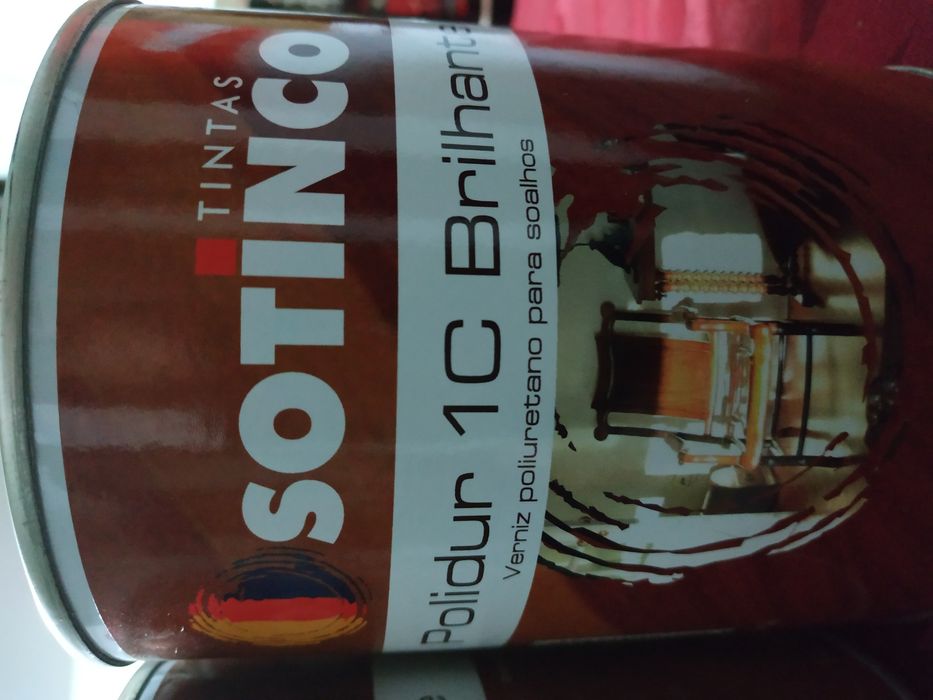 TINTAS
SOTINCO
Polidur 1C Brilhante
Verniz poliuretano para soalhos